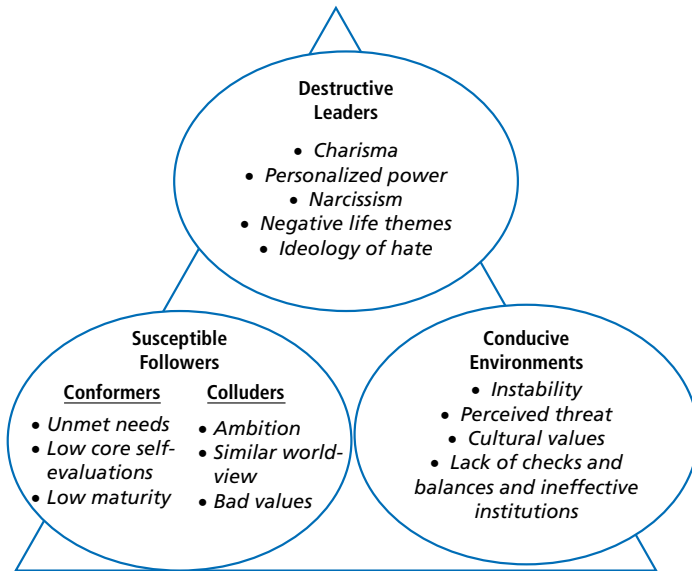 Destructive
Leaders
• Charisma
• Personalized power
• Narcissism
• Negative life themes
• Ideology of hate
Susceptible
Followers
Conformers
• Unmet needs
• Low core self-
evaluations
• Low maturity
Colluders
• Ambition
• Similar world-
view
• Bad values
Conducive
Environments
• Instability
• Perceived threat
• Cultural values
• Lack of checks and
balances and ineffective
institutions